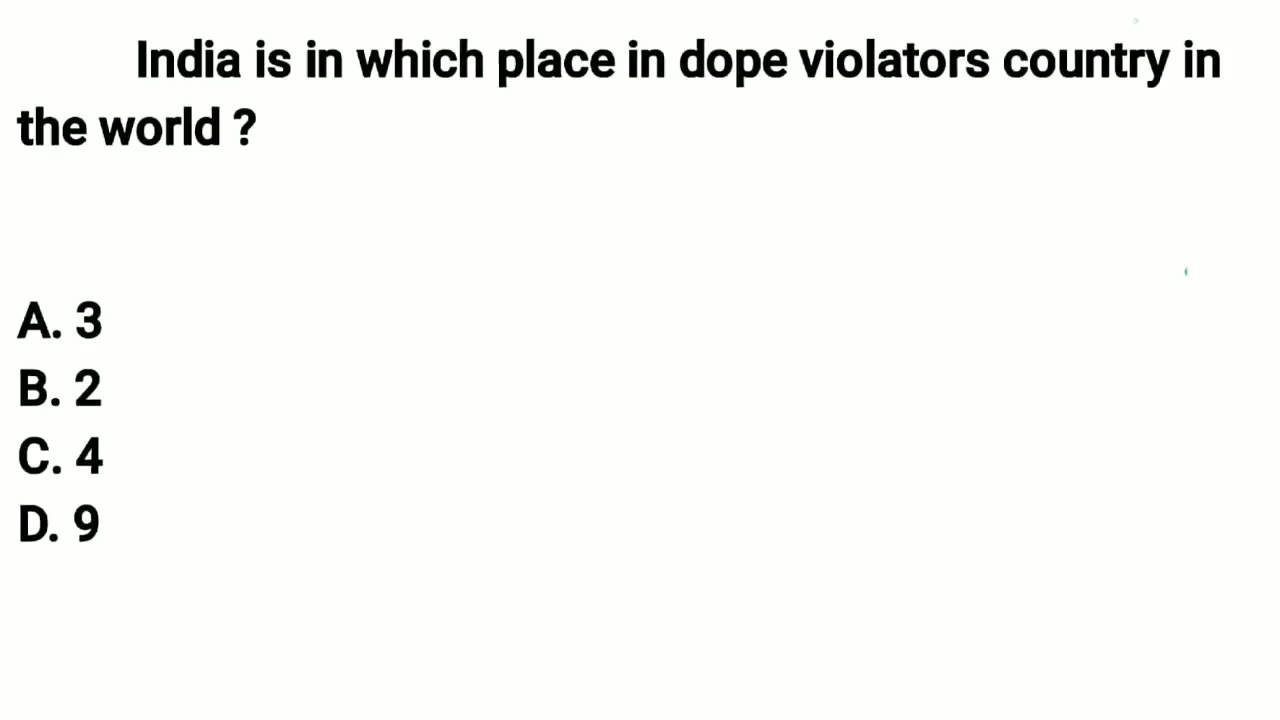 India is in which place in dope violators country in
the world ?
A. 3
B. 2
C. 4
D. 9